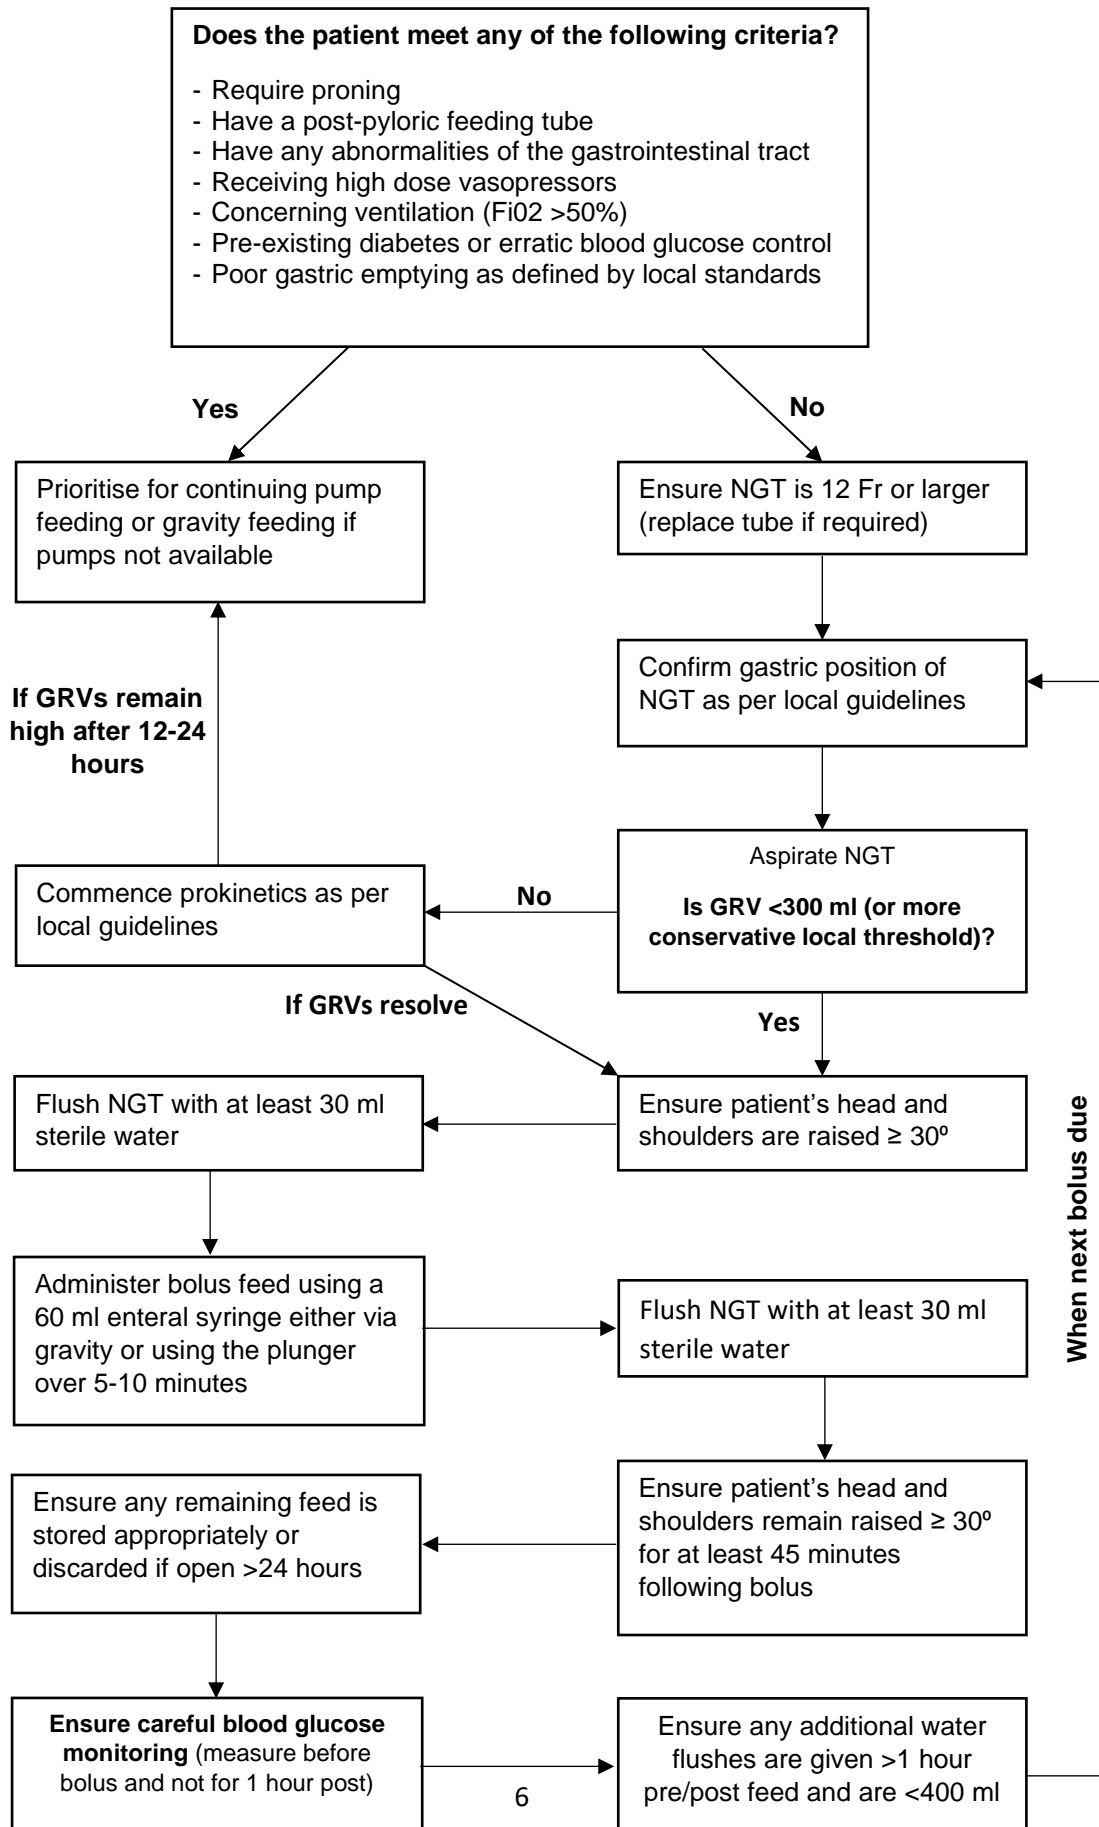 Does the patient meet any of the following criteria?
- Require proning
- Have a post-pyloric feeding tube
- Have any abnormalities of the gastrointestinal tract
- Receiving high dose vasopressors
- Concerning ventilation (Fi02 >50%)
- Pre-existing diabetes or erratic blood glucose control
- Poor gastric emptying as defined by local standards
Yes
No
Prioritise for continuing pump
feeding or gravity feeding if
pumps not available
Ensure NGT is 12 Fr or larger
(replace tube if required)
Confirm gastric position of
NGT as per local guidelines
If GRVs remain
high after 12-24
hours
Aspirate NGT
Is GRV <300 ml (or more
conservative local threshold)?
No
Commence prokinetics as per
local guidelines
If GRVs resolve
Yes
Ensure patient’s head and
shoulders are raised ≥ 30⁰
Flush NGT with at least 30 ml
sterile water
Administer bolus feed using a
60 ml enteral syringe either via
gravity or using the plunger
over 5-10 minutes
Flush NGT with at least 30 ml
sterile water
Ensure patient’s head and
shoulders remain raised ≥ 30⁰
for at least 45 minutes
following bolus
Ensure any remaining feed is
stored appropriately or
discarded if open >24 hours
Ensure careful blood glucose
monitoring (measure before
bolus and not for 1 hour post)
Ensure any additional water
flushes are given >1 hour
pre/post feed and are <400 ml
When next bolus due
6